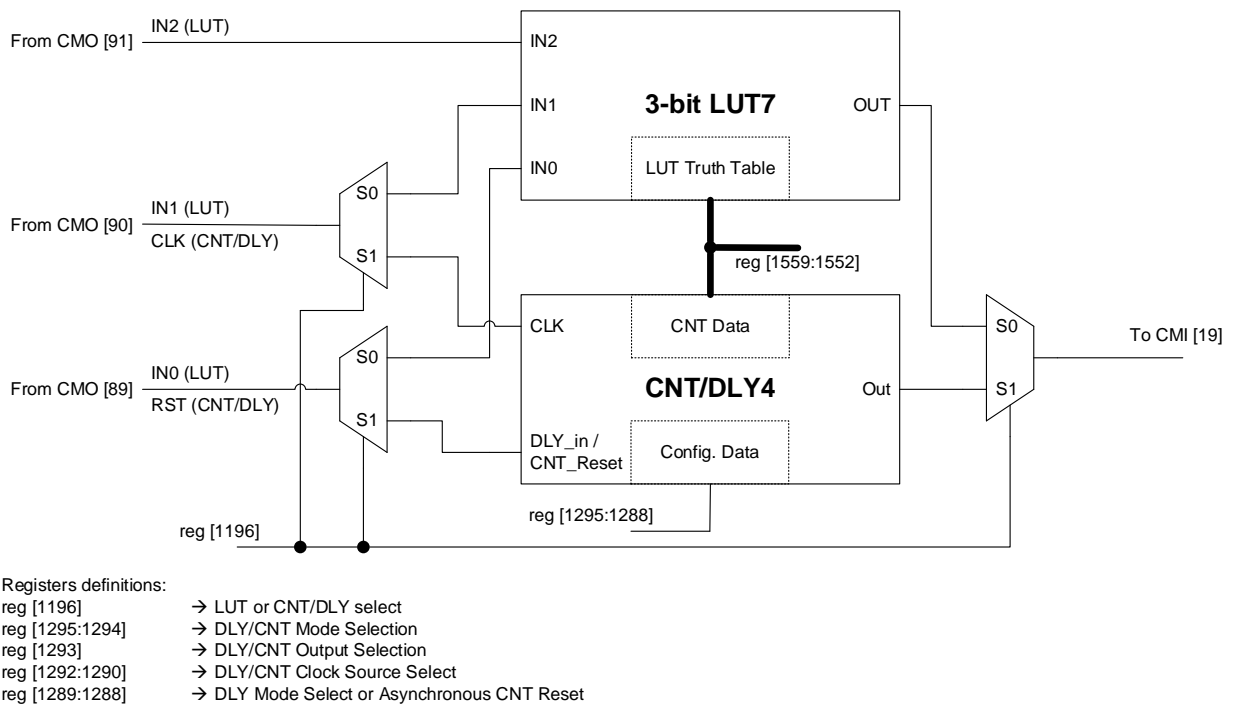 IN2 (LUT)
From CMO [91]
IN2
IN1
3-bit LUT7
OUT
IN0
LUT Truth Table
S0
From CMO [90]
IN1 (LUT)
CLK (CNT/DLY)
S1
reg [1559:1552]
CLK
CNT Data
S0
To CMI [19]
S0
From CMO [89]
IN0 (LUT)
RST (CNT/DLY)
S1
CNT/DLY4
Out
S1
DLY_in /
CNT_Reset
Config. Data
reg [1295:1288]
reg [1196]
Registers definitions:
reg [1196] → LUT or CNT/DLY select
reg [1295:1294] → DLY/CNT Mode Selection
reg [1293] → DLY/CNT Output Selection
reg [1292:1290] → DLY/CNT Clock Source Select
reg [1289:1288] → DLY Mode Select or Asynchronous CNT Reset